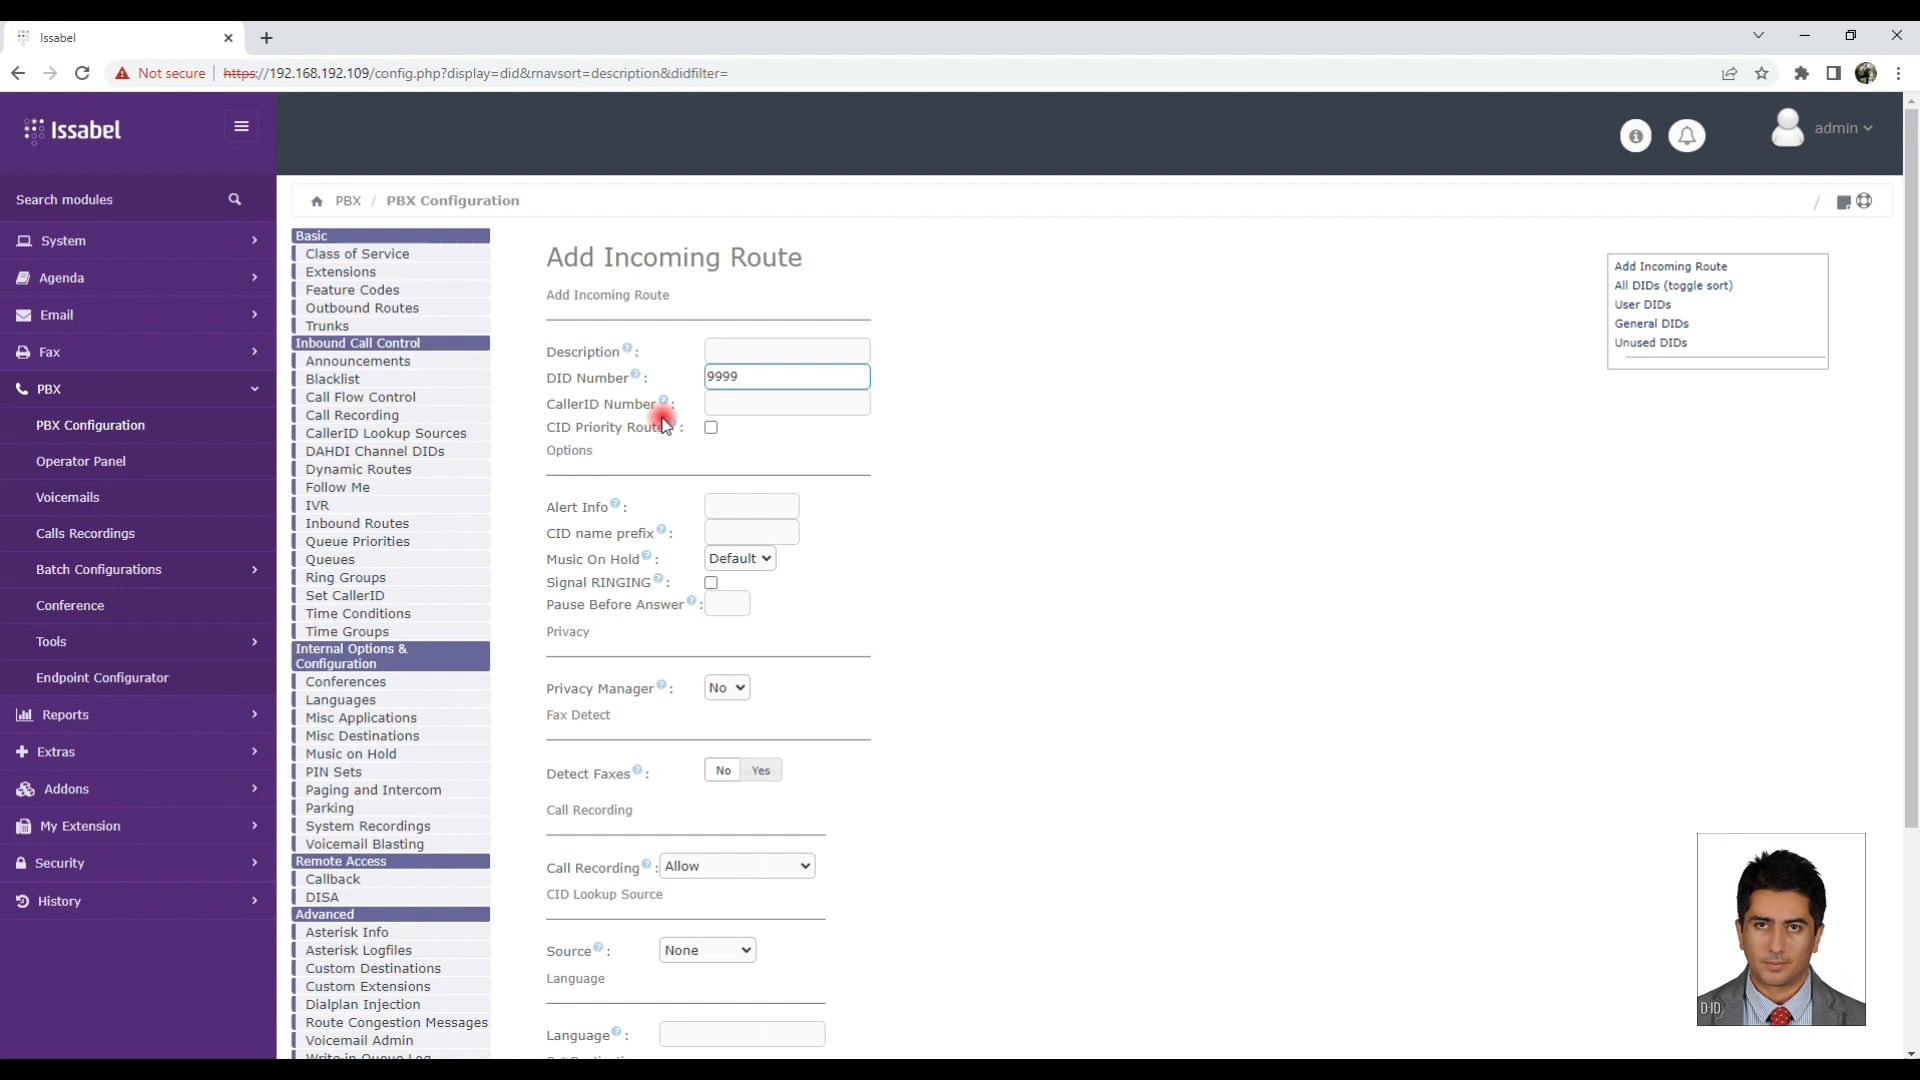 Issabel
Not secure
https://192.168.192.109/config.php?display=did&rnavsort=description&didfilter=
Issabel
admin
Search modules
System
Agenda
Email
Fax
PBX
PBX Configuration
Operator Panel
Voicemails
Calls Recordings
Batch Configurations
Conference
Tools
Endpoint Configurator
Reports
Extras
Addons
My Extension
Security
History
PBX / PBX Configuration
/
Basic
Class of Service
Extensions
Feature Codes
Outbound Routes
Trunks
Inbound Call Control
Announcements
Blacklist
Call Flow Control
Call Recording
CallerID Lookup Sources
DAHDI Channel DIDs
Dynamic Routes
Follow Me
IVR
Inbound Routes
Queue Priorities
Queues
Ring Groups
Set CallerID
Time Conditions
Time Groups
Internal Options &
Configuration
Conferences
Languages
Misc Applications
Misc Destinations
Music on Hold
PIN Sets
Paging and Intercom
Parking
System Recordings
Voicemail Blasting
Remote Access
Callback
DISA
Advanced
Asterisk Info
Asterisk Logfiles
Custom Destinations
Custom Extensions
Dialplan Injection
Route Congestion Messages
Voicemail Admin
Add Incoming Route
Add Incoming Route
Description? :
DID Number? : 9999
CallerID Number? :
CID Priority Route :
Options
Alert Info? :
CID name prefix? :
Music On Hold? : Default
Signal RINGING? :
Pause Before Answer? :
Privacy
Privacy Manager? : No
Fax Detect
Detect Faxes? : No Yes
Call Recording
Call Recording? : Allow
CID Lookup Source
Source? : None
Language
Language? :
Add Incoming Route
All DIDs (toggle sort)
User DIDs
General DIDs
Unused DIDs
D·ID